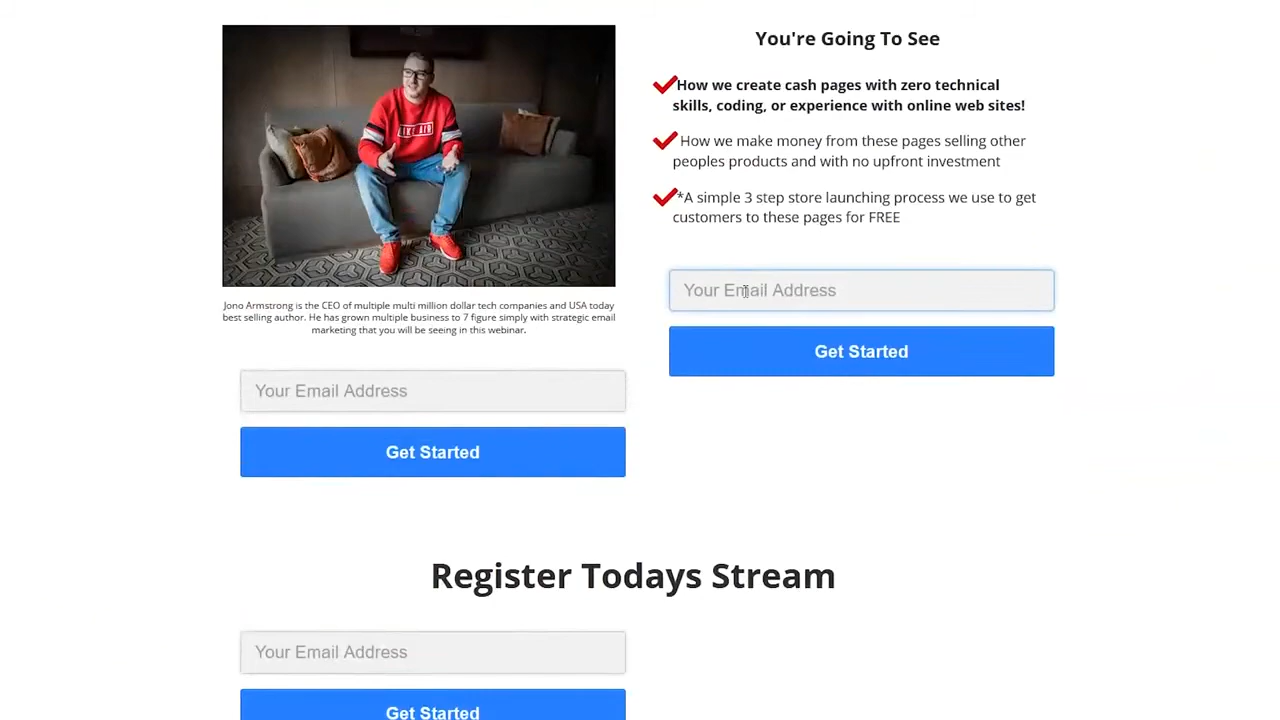 LIKE AIR
Jono Armstrong is the CEO of multiple multi million dollar tech companies and USA today
best selling author. He has grown multiple business to 7 figure simply with strategic email
marketing that you will be seeing in this webinar.
Your Email Address
Get Started
You're Going To See
How we create cash pages with zero technical
skills, coding, or experience with online web sites!
How we make money from these pages selling other
peoples products and with no upfront investment
*A simple 3 step store launching process we use to get
customers to these pages for FREE
Your Email Address
Get Started
Register Todays Stream
Your Email Address
Get Started